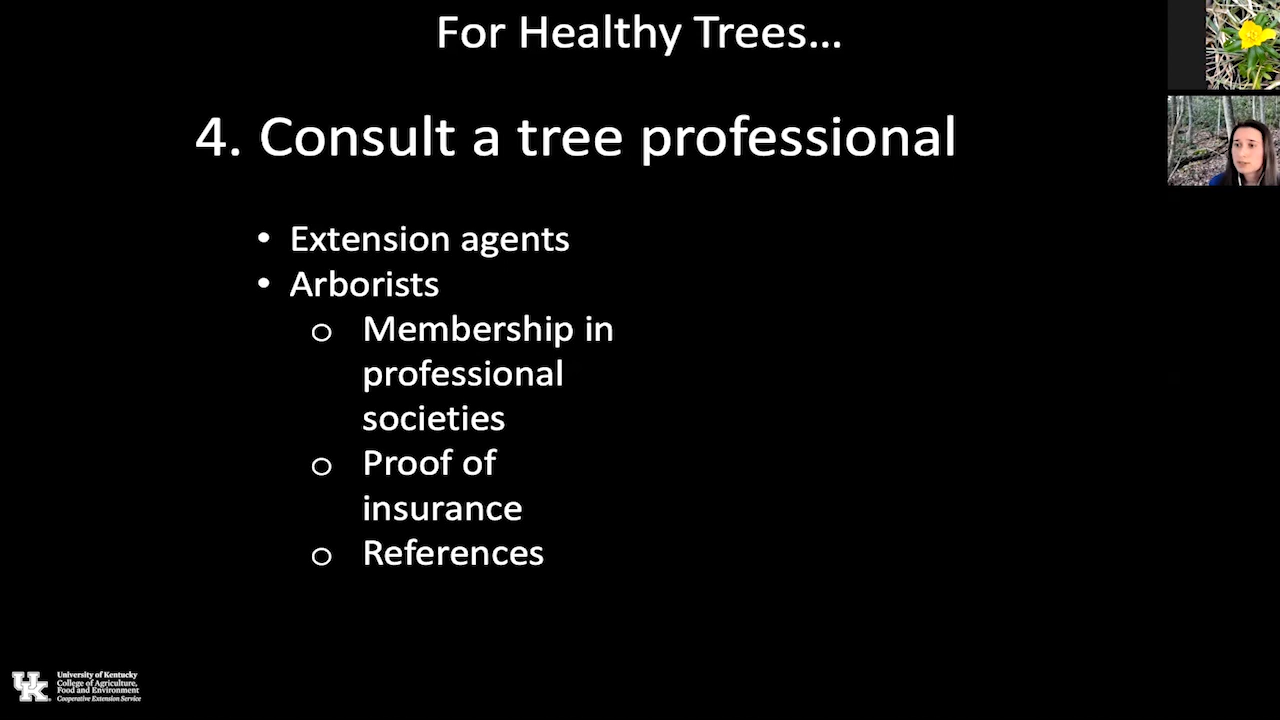 For Healthy Trees...
4. Consult a tree professional
• Extension agents
• Arborists
o Membership in
professional
societies
o Proof of
insurance
o References
UK
University of Kentucky
College of Agriculture,
Food and Environment
Cooperative Extension Service